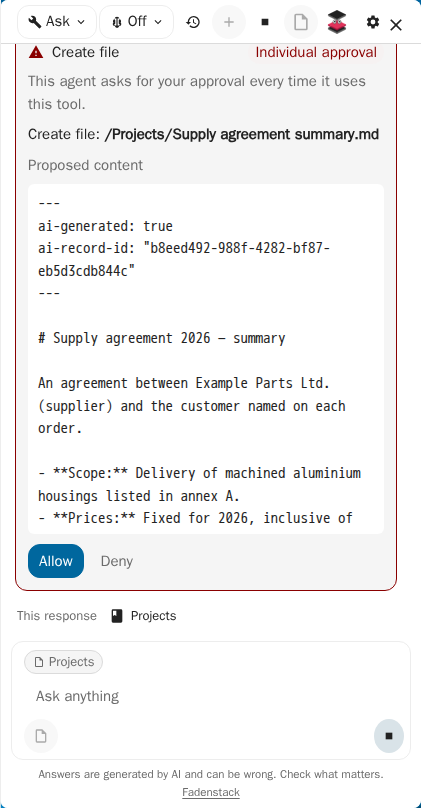 Ask
Off
Create file
Individual approval
This agent asks for your approval every time it uses
this tool.
Create file: /Projects/Supply agreement summary.md
Proposed content
---
ai-generated: true
ai-record-id: "b8eed492-988f-4282-bf87-
eb5d3cdb844c"
---
# Supply agreement 2026 – summary
An agreement between Example Parts Ltd.
(supplier) and the customer named on each
order.
- **Scope:** Delivery of machined aluminium
housings listed in annex A.
- **Prices:** Fixed for 2026, inclusive of
Allow
Deny
This response
Projects
Projects
Ask anything
Answers are generated by AI and can be wrong. Check what matters.
Fadenstack